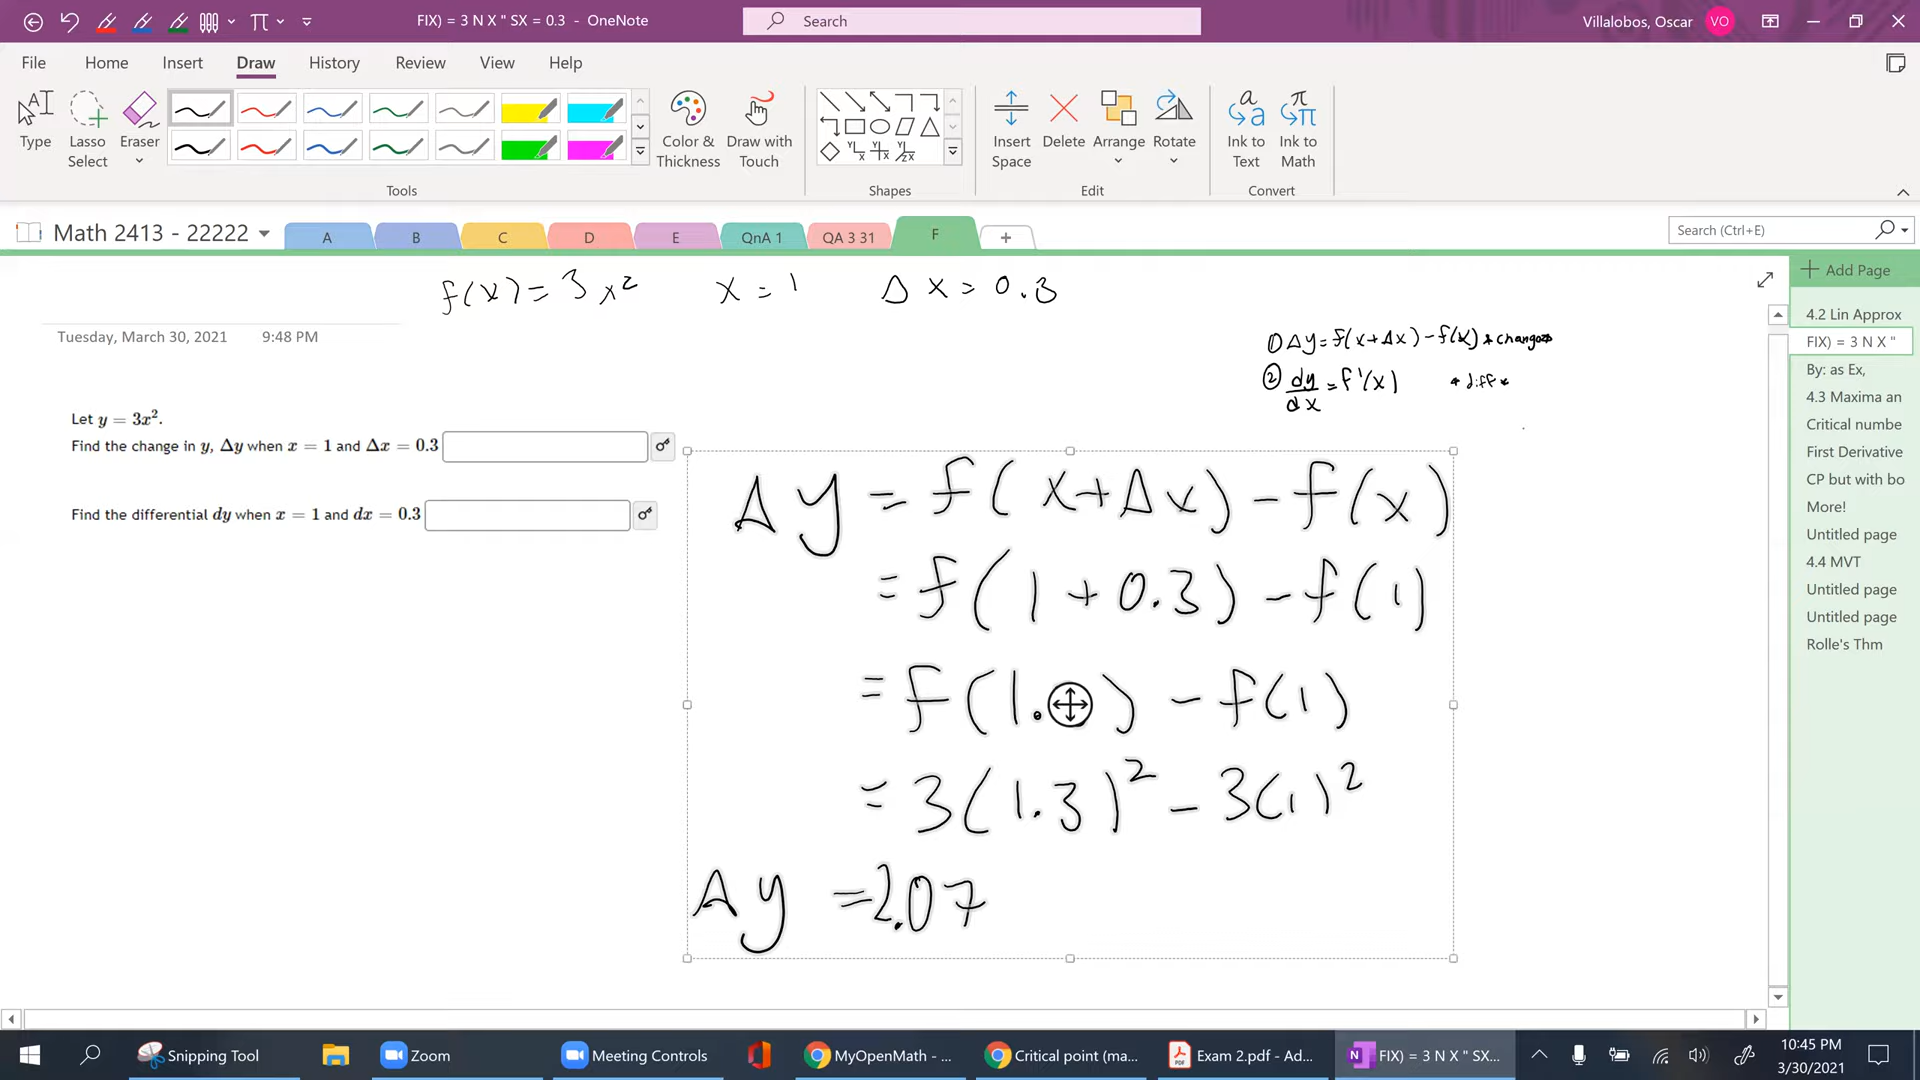 FIX) = 3 N X " SX = 0.3 - OneNote
Search
Villalobos, Oscar VO
File Home Insert Draw History Review View Help
Type
Lasso Select
Eraser
Color & Thickness
Draw with Touch
Insert Space
Delete
Arrange
Rotate
Ink to Text
Ink to Math
Tools Shapes Edit Convert
Math 2413 - 22222
A B C D E QnA 1 QA 3 31 F
Search (Ctrl+E)
Add Page
f(x) = 3x² x = 1 Δx = 0.3
Tuesday, March 30, 2021 9:48 PM
① Δy = f(x+Δx) - f(x) * change*
② dy/dx = f'(x) * diff *
Let y = 3x².
Find the change in y, Δy when x = 1 and Δx = 0.3
Find the differential dy when x = 1 and dx = 0.3
Δy = f(x+Δx) - f(x)
= f(1+0.3) - f(1)
= f(1. ) - f(1)
= 3(1.3)² - 3(1)²
Δy = 2.07
4.2 Lin Approx
FIX) = 3 N X "
By: as Ex,
4.3 Maxima an
Critical numbe
First Derivative
CP but with bo
More!
Untitled page
4.4 MVT
Untitled page
Untitled page
Rolle's Thm
Snipping Tool
Zoom
Meeting Controls
MyOpenMath - ...
Critical point (ma...
Exam 2.pdf - Ad...
FIX) = 3 N X " SX...
10:45 PM
3/30/2021